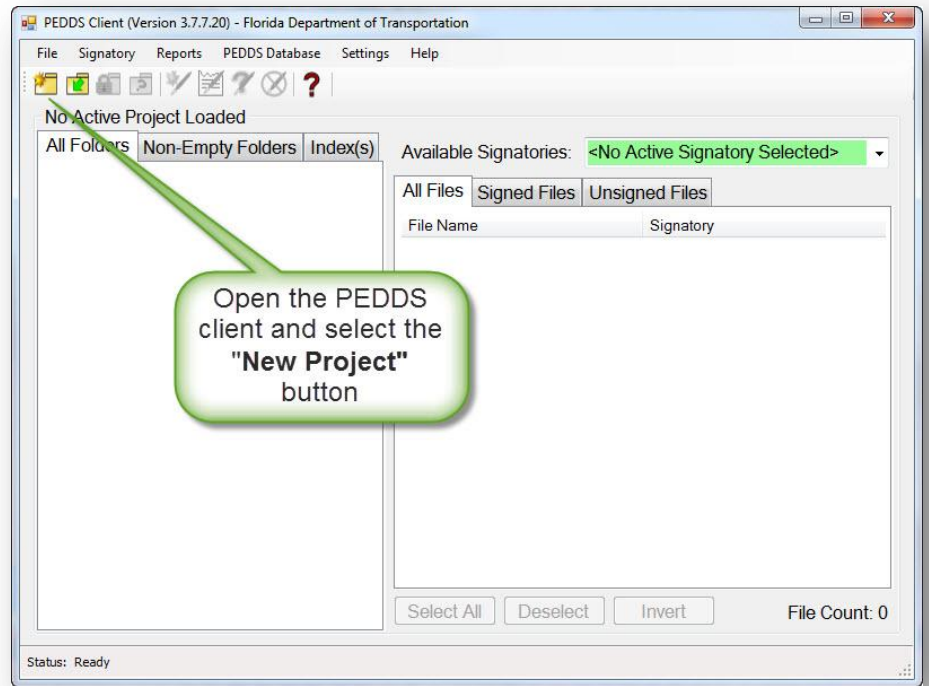 PEDDS Client (Version 3.7.7.20) - Florida Department of Transportation
File Signatory Reports PEDDS Database Settings Help
No Active Project Loaded
All Folders Non-Empty Folders Index(s)
Available Signatories: <No Active Signatory Selected>
All Files Signed Files Unsigned Files
File Name Signatory
Open the PEDDS
client and select the
"New Project"
button
Select All Deselect Invert File Count: 0
Status: Ready